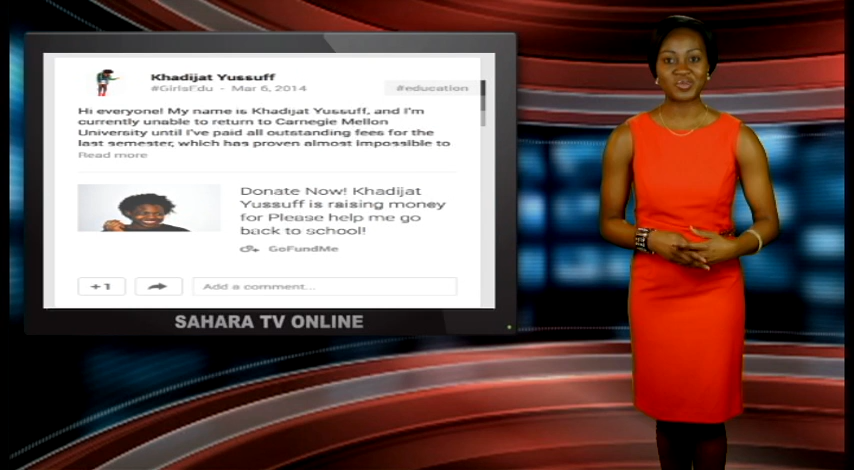 Khadijat Yussuff
#GirlsEdu - Mar 6, 2014
#education
Hi everyone! My name is Khadijat Yussuff, and I'm
currently unable to return to Carnegie Mellon
University until I've paid all outstanding fees for the
last semester, which has proven almost impossible to
Read more
Donate Now! Khadijat
Yussuff is raising money
for Please help me go
back to school!
GoFundMe
+1
Add a comment...
SAHARA TV ONLINE